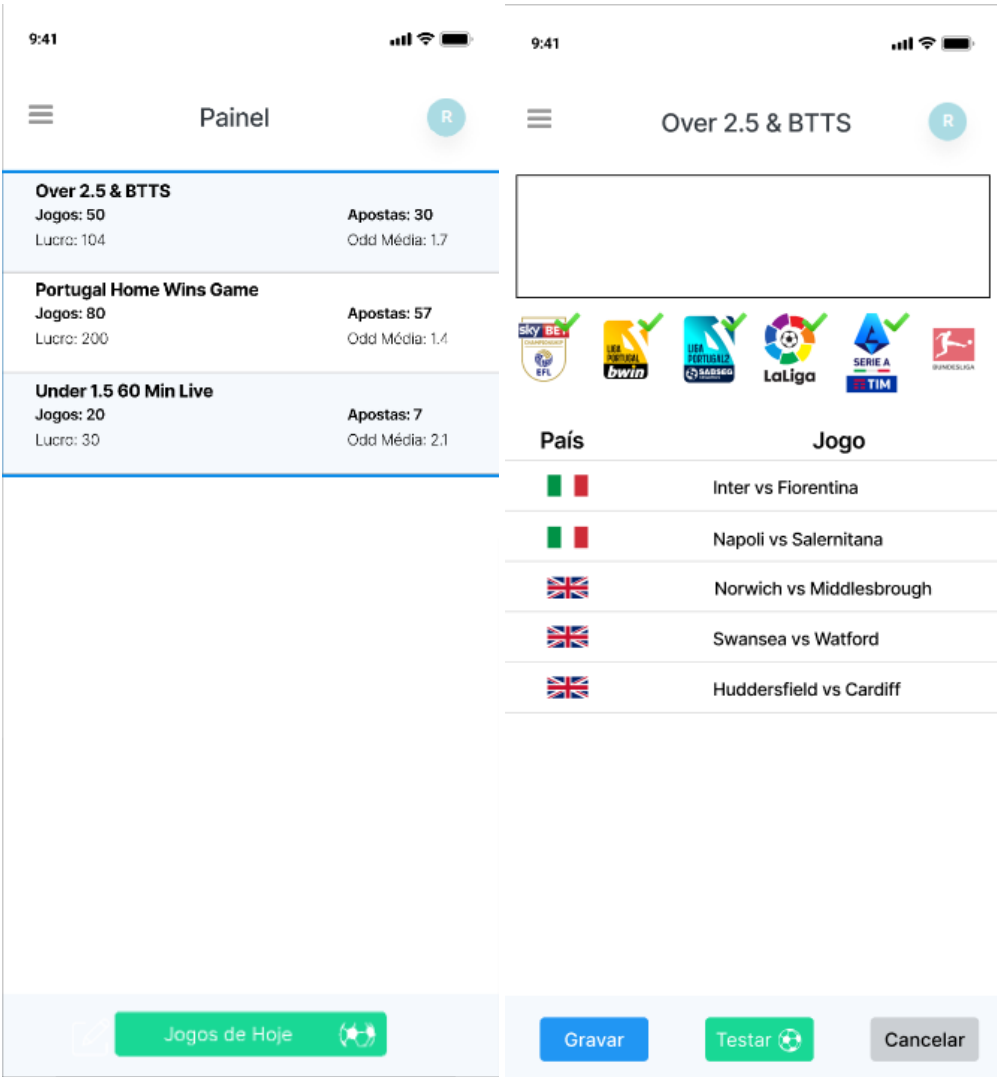 9:41
Painel
R
Over 2.5 & BTTS
Jogos: 50 Apostas: 30
Lucro: 104 Odd Média: 1.7
Portugal Home Wins Game
Jogos: 80 Apostas: 57
Lucro: 200 Odd Média: 1.4
Under 1.5 60 Min Live
Jogos: 20 Apostas: 7
Lucro: 30 Odd Média: 2.1
Jogos de Hoje
9:41
Over 2.5 & BTTS
R
sky BET
CHAMPIONSHIP
EFL
LIGA
PORTUGAL
bwin
LIGA
PORTUGAL2
SABSEG
LaLiga
SERIE A
TIM
BUNDESLIGA
País Jogo
Inter vs Fiorentina
Napoli vs Salernitana
Norwich vs Middlesbrough
Swansea vs Watford
Huddersfield vs Cardiff
Gravar Testar Cancelar